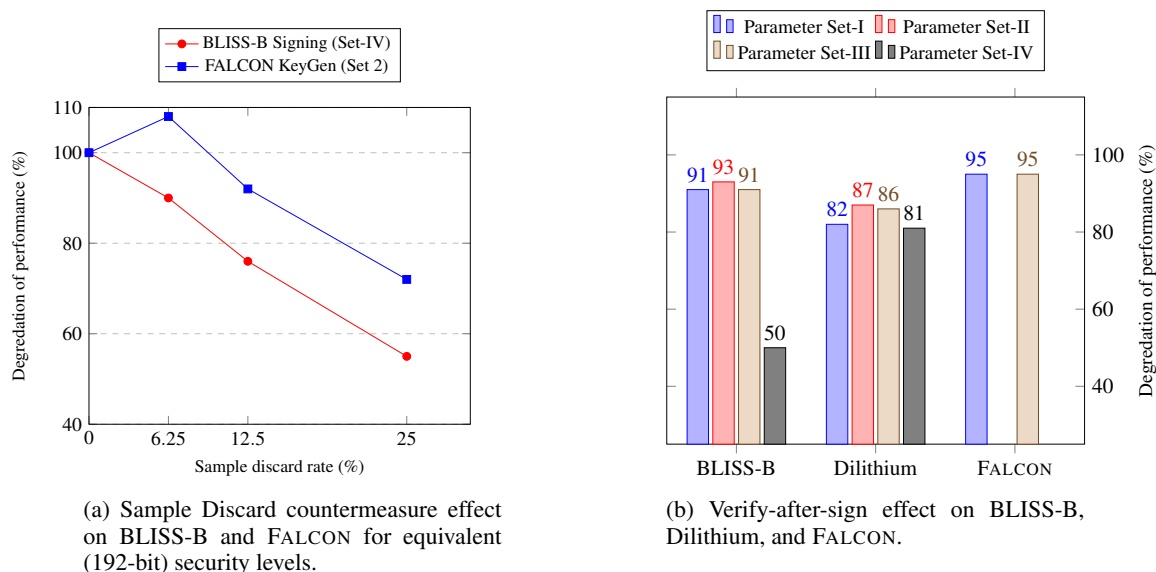 BLISS-B Signing (Set-IV)
FALCON KeyGen (Set 2)
110
100
80
60
40
0
6.25
12.5
25
Degredation of performance (%)
Sample discard rate (%)
(a) Sample Discard countermeasure effect
on BLISS-B and FALCON for equivalent
(192-bit) security levels.
Parameter Set-I Parameter Set-II
Parameter Set-III Parameter Set-IV
91
93
91
50
82
87
86
81
95
95
100
80
60
40
Degredation of performance (%)
BLISS-B
Dilithium
FALCON
(b) Verify-after-sign effect on BLISS-B,
Dilithium, and FALCON.